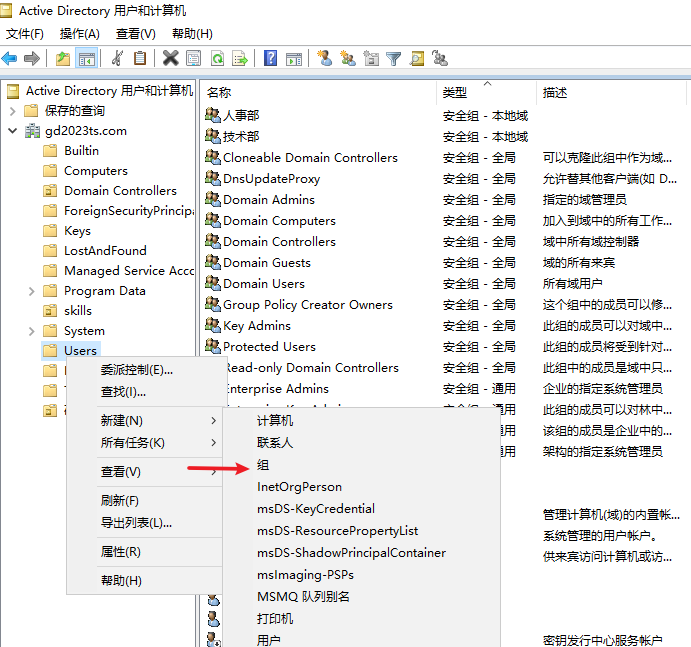 Active Directory 用户和计算机
文件(F) 操作(A) 查看(V) 帮助(H)
Active Directory 用户和计算机
保存的查询
gd2023ts.com
Builtin
Computers
Domain Controllers
ForeignSecurityPrincipa
Keys
LostAndFound
Managed Service Acc
Program Data
skills
System
Users
名称 类型 描述
人事部 安全组 - 本地域
技术部 安全组 - 本地域
Cloneable Domain Controllers 安全组 - 全局 可以克隆此组中作为域...
DnsUpdateProxy 安全组 - 全局 允许替其他客户端(如 D...
Domain Admins 安全组 - 全局 指定的域管理员
Domain Computers 安全组 - 全局 加入到域中的所有工作...
Domain Controllers 安全组 - 全局 域中所有域控制器
Domain Guests 安全组 - 全局 域的所有来宾
Domain Users 安全组 - 全局 所有域用户
Group Policy Creator Owners 安全组 - 全局 这个组中的成员可以修...
Key Admins 安全组 - 全局 此组的成员可以对域中...
Protected Users 安全组 - 全局 此组的成员将受到针对...
Read-only Domain Controllers 安全组 - 全局 此组中的成员是域中只...
Enterprise Admins 安全组 - 通用 企业的指定系统管理员
此组的成员可以对林中...
通用 该组的成员是企业中的...
通用 架构的指定系统管理员
管理计算机(域)的内置帐...
系统管理的用户帐户。
供来宾访问计算机或访...
密钥发行中心服务帐户
委派控制(E)...
查找(I)...
新建(N)
所有任务(K)
查看(V)
刷新(F)
导出列表(L)...
属性(R)
帮助(H)
计算机
联系人
组
InetOrgPerson
msDS-KeyCredential
msDS-ResourcePropertyList
msDS-ShadowPrincipalContainer
msImaging-PSPs
MSMQ 队列别名
打印机
用户